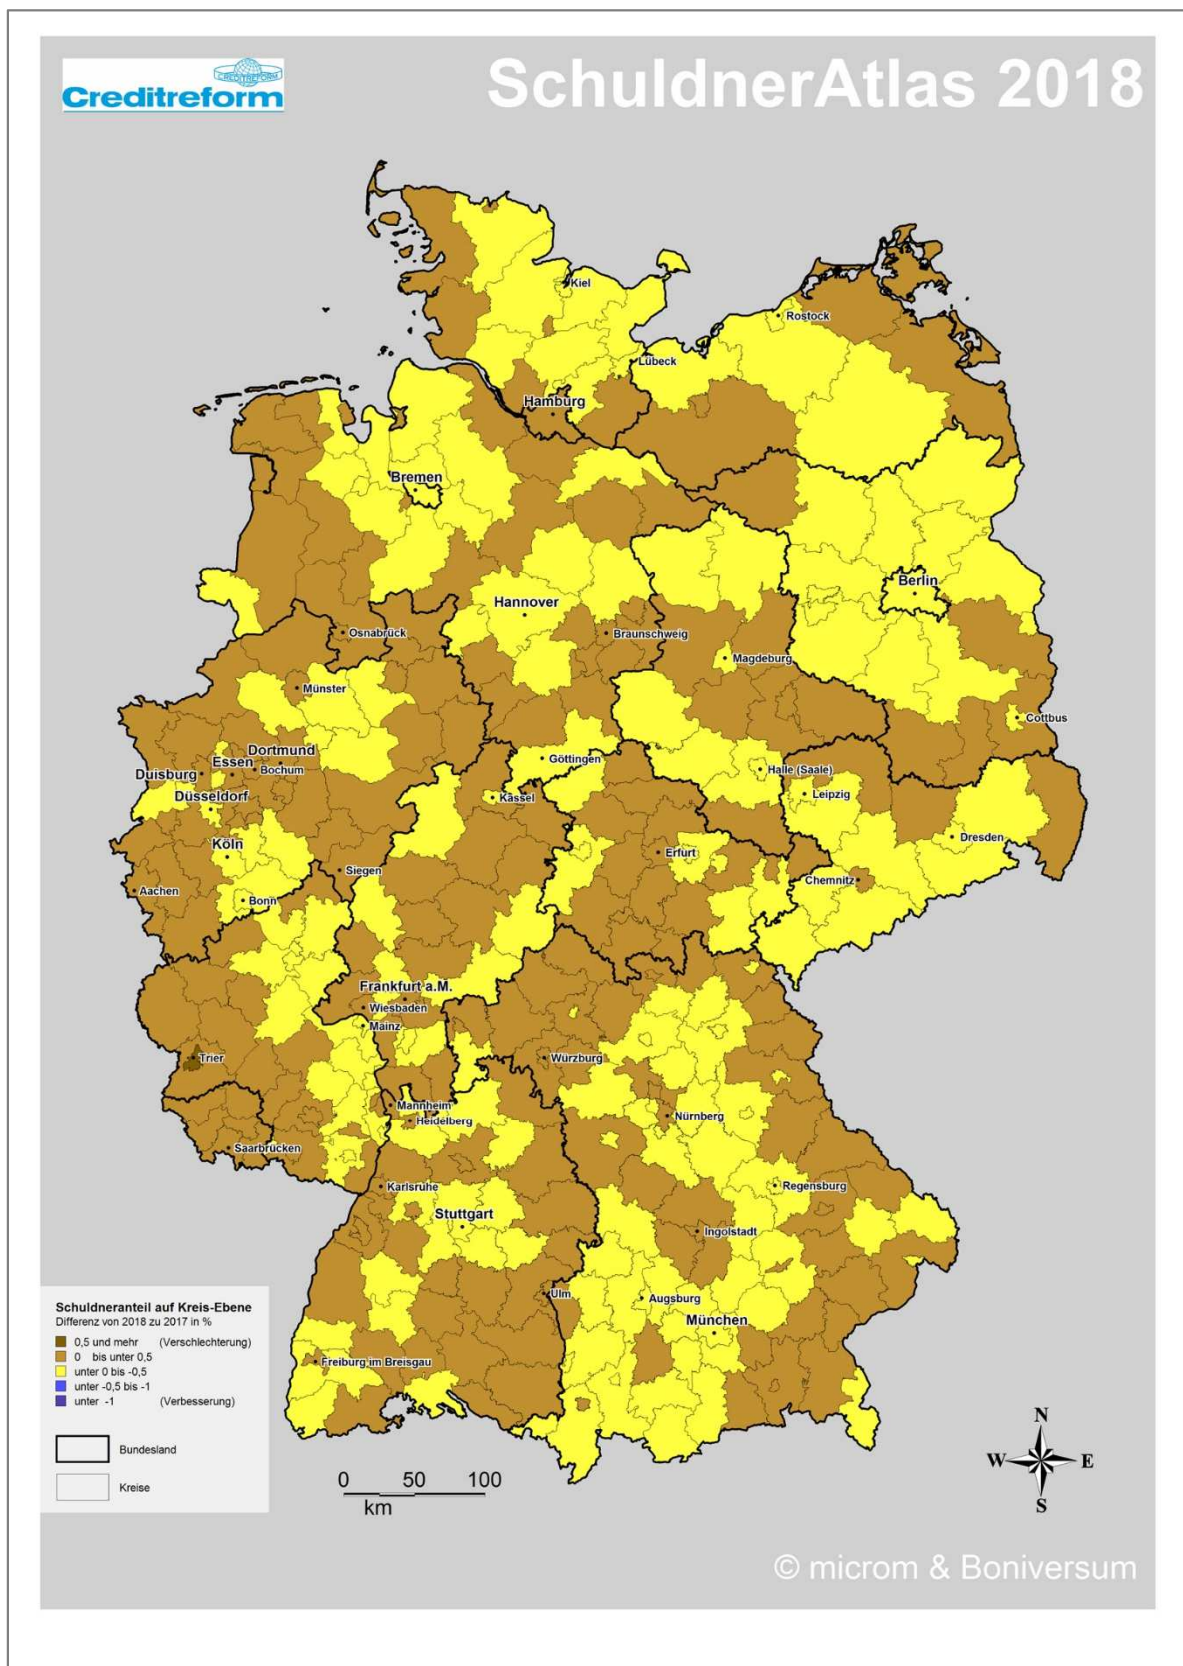 CREDITREFORM
Creditreform
SchuldnerAtlas 2018
Kiel
Rostock
Lübeck
Hamburg
Bremen
Berlin
Hannover
Osnabrück
Braunschweig
Magdeburg
Münster
Cottbus
Dortmund
Essen
Bochum
Duisburg
Göttingen
Halle (Saale)
Leipzig
Düsseldorf
Kassel
Dresden
Köln
Erfurt
Siegen
Chemnitz
Aachen
Bonn
Frankfurt a.M.
Wiesbaden
Mainz
Trier
Würzburg
Mannheim
Heidelberg
Nürnberg
Saarbrücken
Karlsruhe
Regensburg
Stuttgart
Ingolstadt
Ulm
Augsburg
München
Freiburg im Breisgau
Schuldneranteil auf Kreis-Ebene
Differenz von 2018 zu 2017 in %
0,5 und mehr (Verschlechterung)
0 bis unter 0,5
unter 0 bis -0,5
unter -0,5 bis -1
unter -1 (Verbesserung)
Bundesland
Kreise
0 50 100
km
N
W E
S
© microm & Boniversum